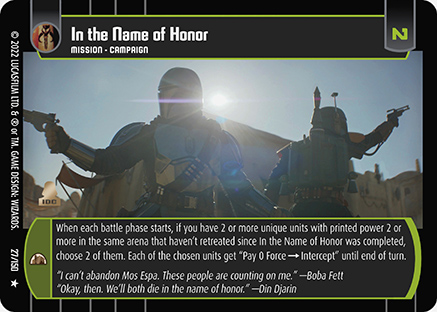 In the Name of Honor
MISSION - CAMPAIGN
N
© 2022 LUCASFILM LTD. & ® OR TM. GAME DESIGN: WIZARDS.
27/150
When each battle phase starts, if you have 2 or more unique units with printed power 2 or
more in the same arena that haven't retreated since In the Name of Honor was completed,
choose 2 of them. Each of the chosen units get “Pay 0 Force → Intercept” until end of turn.
“I can't abandon Mos Espa. These people are counting on me.” —Boba Fett
“Okay, then. We'll both die in the name of honor.” —Din Djarin